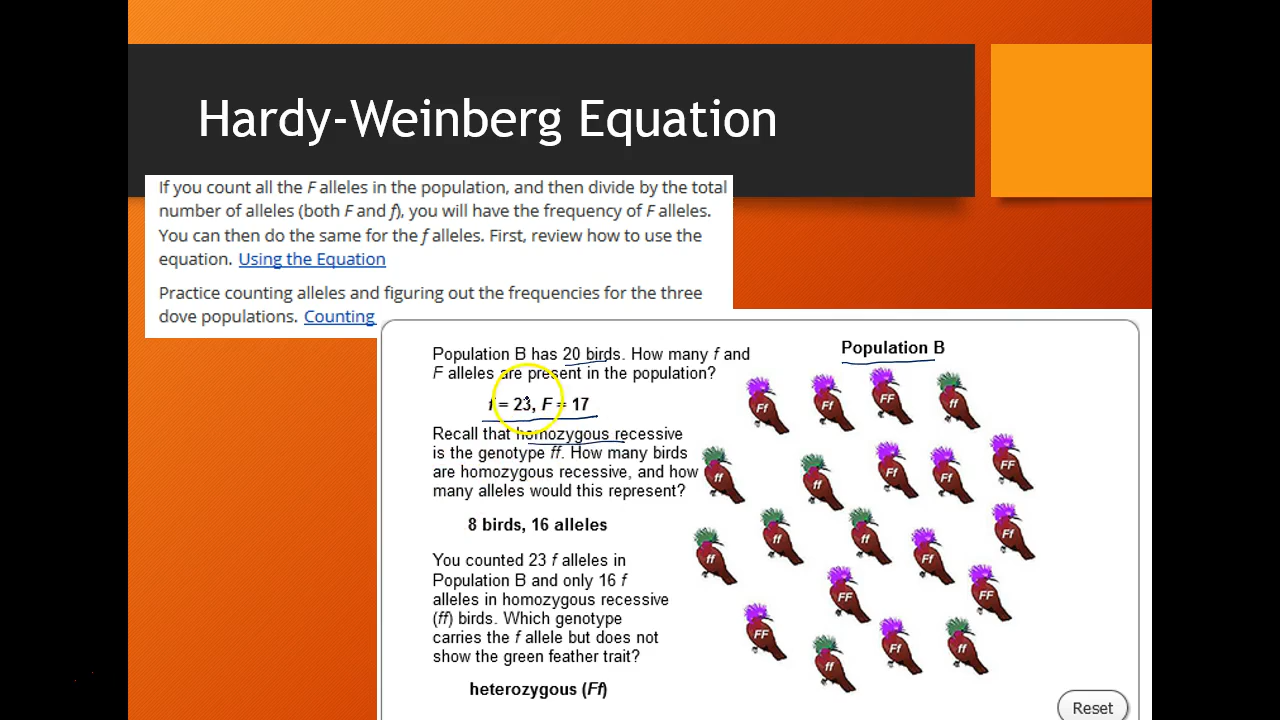 Hardy-Weinberg Equation
If you count all the F alleles in the population, and then divide by the total
number of alleles (both F and f), you will have the frequency of F alleles.
You can then do the same for the f alleles. First, review how to use the
equation. Using the Equation
Practice counting alleles and figuring out the frequencies for the three
dove populations. Counting
Population B has 20 birds. How many f and
F alleles are present in the population?
f = 23, F = 17
Recall that homozygous recessive
is the genotype ff. How many birds
are homozygous recessive, and how
many alleles would this represent?
8 birds, 16 alleles
You counted 23 f alleles in
Population B and only 16 f
alleles in homozygous recessive
(ff) birds. Which genotype
carries the f allele but does not
show the green feather trait?
heterozygous (Ff)
Population B
Ff Ff FF ff
ff ff Ff Ff FF
ff ff ff Ff Ff
FF FF
FF ff Ff ff
Reset